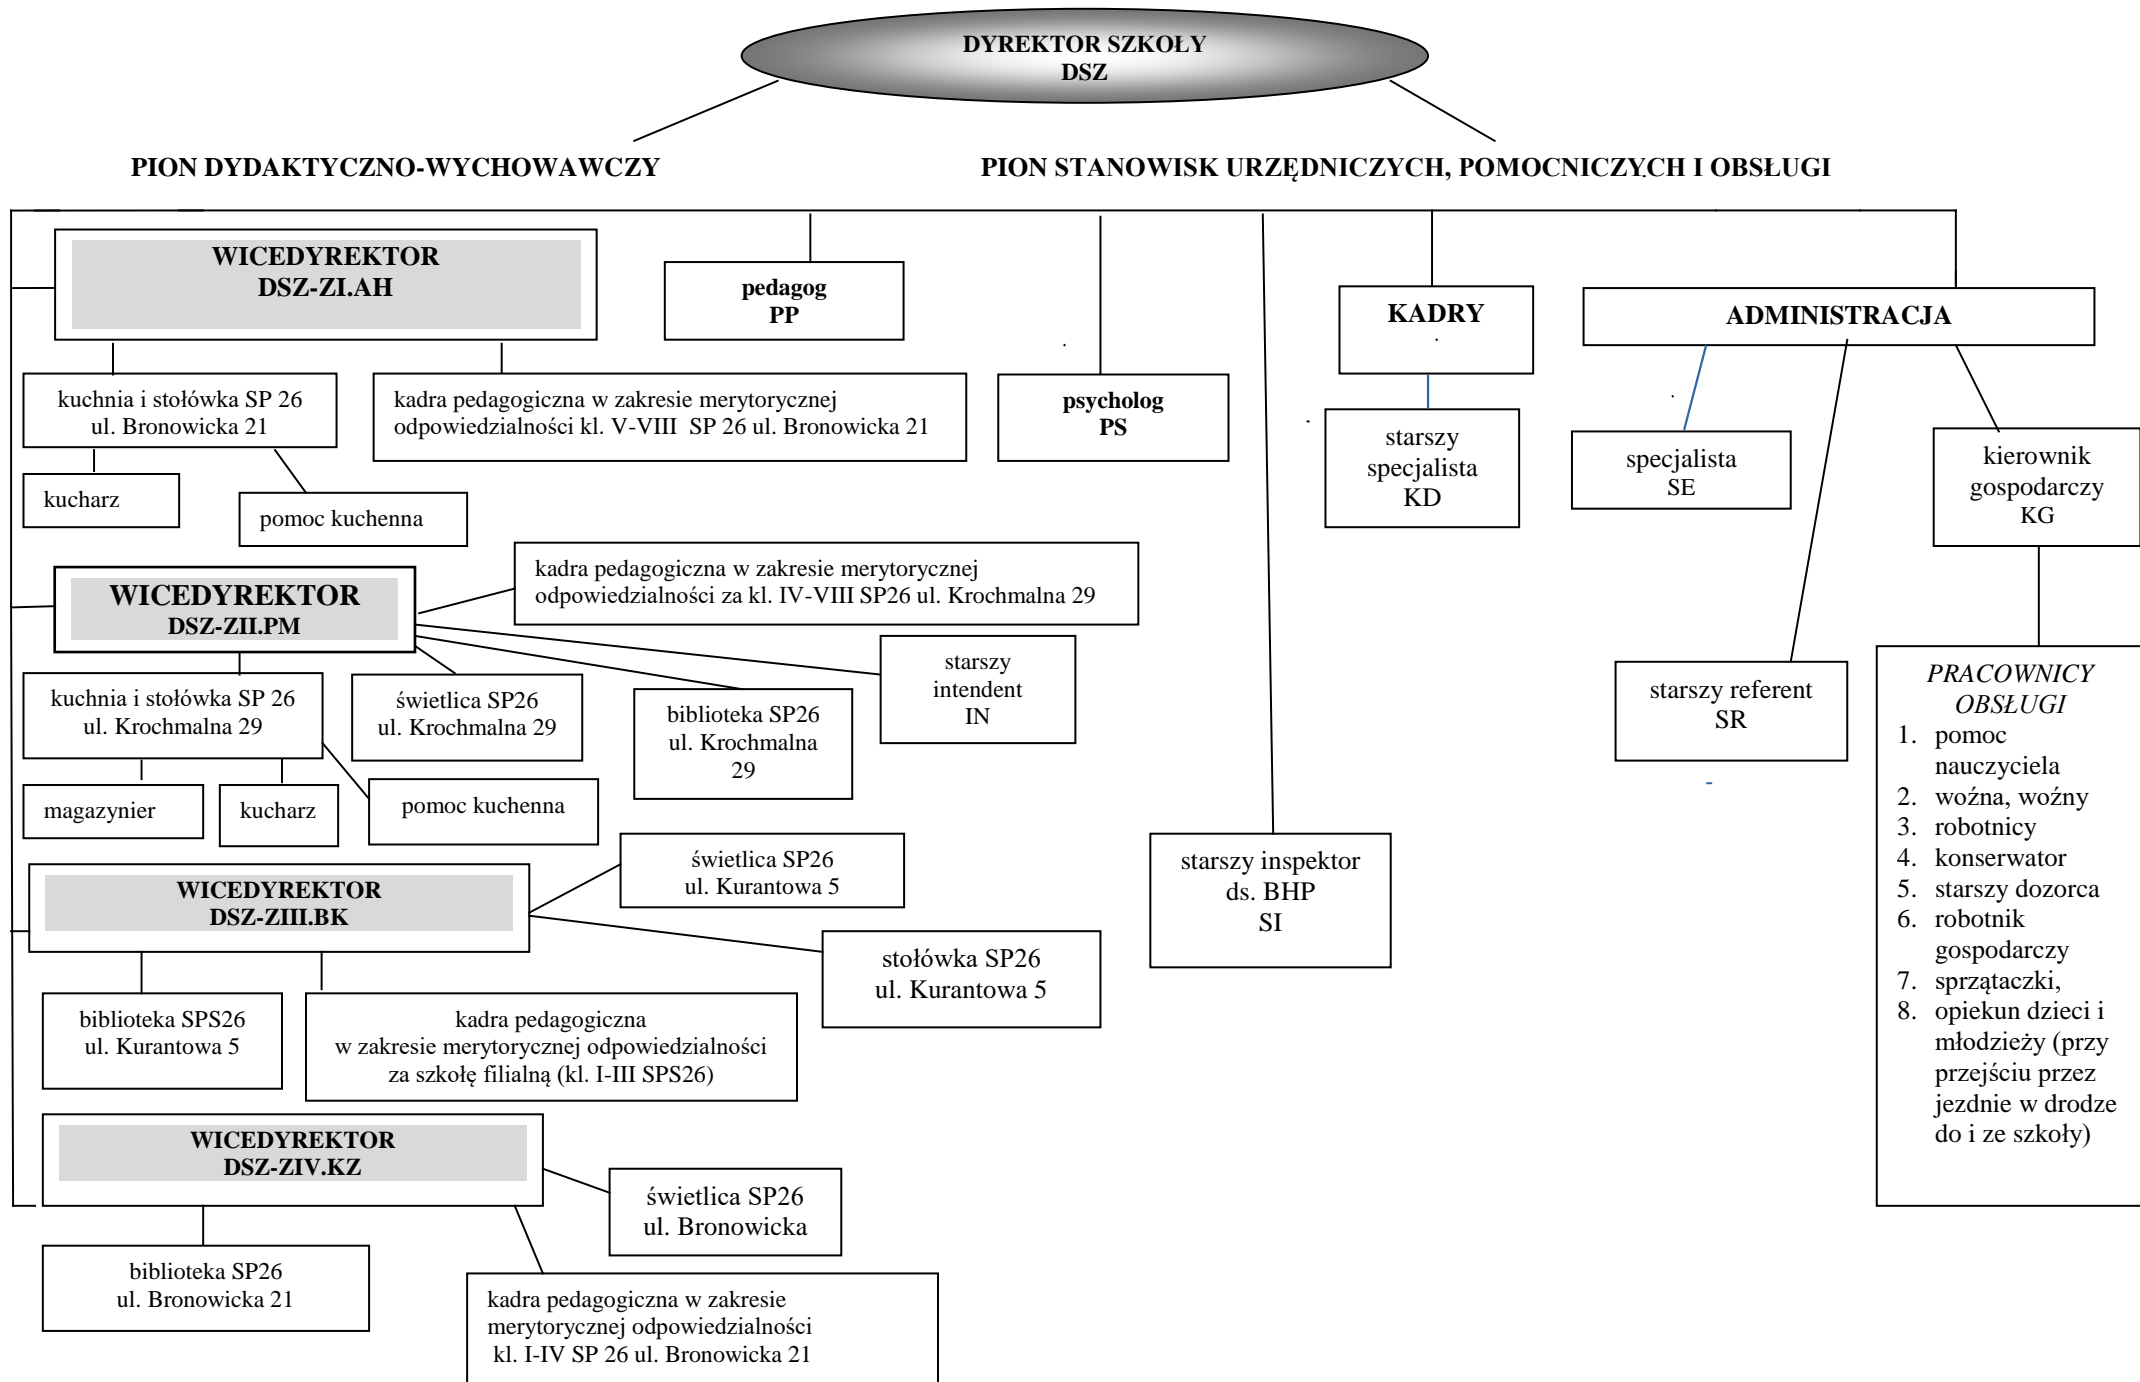 DYREKTOR SZKOŁY
DSZ
PION DYDAKTYCZNO-WYCHOWAWCZY
PION STANOWISK URZĘDNICZYCH, POMOCNICZYCH I OBSŁUGI
WICEDYREKTOR
DSZ-ZI.AH
pedagog
PP
KADRY
ADMINISTRACJA
kuchnia i stołówka SP 26
ul. Bronowicka 21
kadra pedagogiczna w zakresie merytorycznej
odpowiedzialności kl. V-VIII SP 26 ul. Bronowicka 21
psycholog
PS
starszy
specjalista
KD
specjalista
SE
kierownik
gospodarczy
KG
kucharz
pomoc kuchenna
kadra pedagogiczna w zakresie merytorycznej
odpowiedzialności za kl. IV-VIII SP26 ul. Krochmalna 29
WICEDYREKTOR
DSZ-ZII.PM
starszy
intendent
IN
kuchnia i stołówka SP 26
ul. Krochmalna 29
świetlica SP26
ul. Krochmalna 29
biblioteka SP26
ul. Krochmalna
29
starszy referent
SR
magazynier
kucharz
pomoc kuchenna
PRACOWNICY
OBSŁUGI
1. pomoc
nauczyciela
2. woźna, woźny
3. robotnicy
4. konserwator
5. starszy dozorca
6. robotnik
gospodarczy
7. sprzątaczki,
8. opiekun dzieci i
młodzieży (przy
przejściu przez
jezdnie w drodze
do i ze szkoły)
świetlica SP26
ul. Kurantowa 5
starszy inspektor
ds. BHP
SI
WICEDYREKTOR
DSZ-ZIII.BK
stołówka SP26
ul. Kurantowa 5
biblioteka SPS26
ul. Kurantowa 5
kadra pedagogiczna
w zakresie merytorycznej odpowiedzialności
za szkołę filialną (kl. I-III SPS26)
WICEDYREKTOR
DSZ-ZIV.KZ
świetlica SP26
ul. Bronowicka
biblioteka SP26
ul. Bronowicka 21
kadra pedagogiczna w zakresie
merytorycznej odpowiedzialności
kl. I-IV SP 26 ul. Bronowicka 21